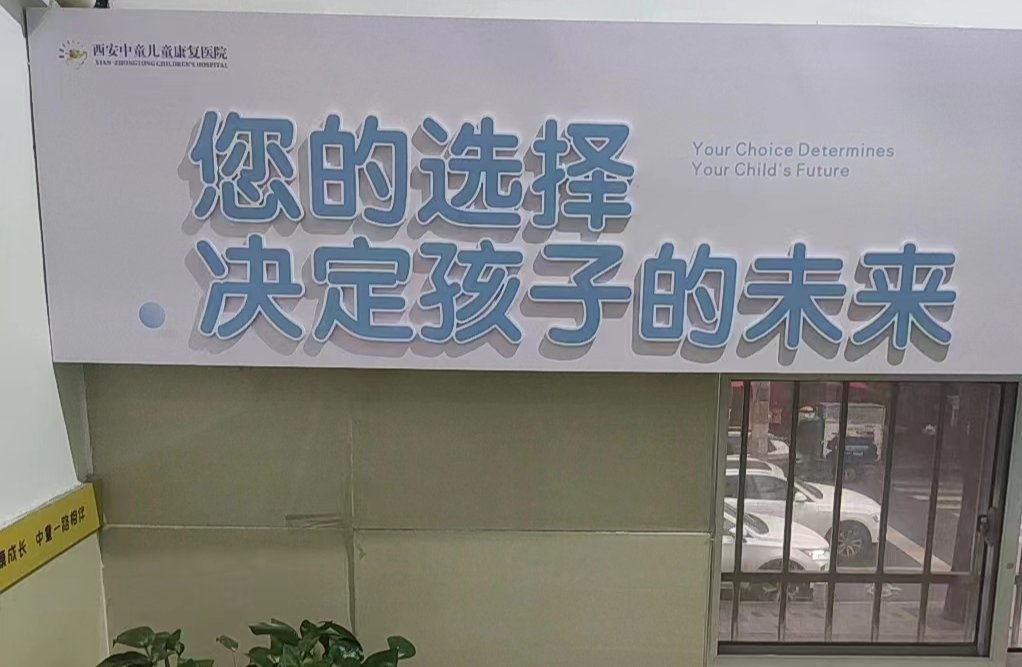 西安中童儿童康复医院
XIAN ZHONGTONG CHILDREN'S HOSPITAL
您的选择
Your Choice Determines
Your Child's Future
决定孩子的未来
康成长 中童一路相伴